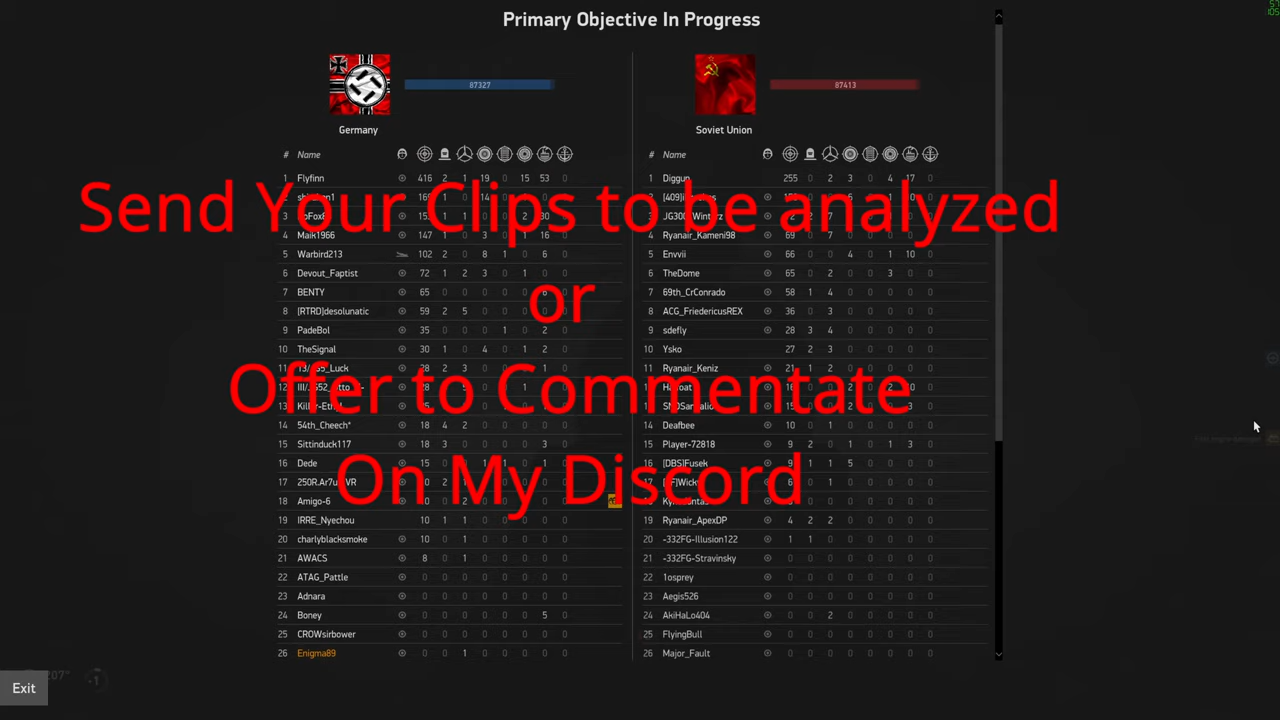 Primary Objective In Progress
87327
87413
Germany
Soviet Union
# Name
# Name
1 Flyfinn 416 2 1 19 0 15 53
1 Diggun 255 0 2 3 0 4 17
Send Your Clips to be analyzed
4 Maik1966 147 1 0 3 0 1 16
4 Ryanair_Kameni98 69 0 7
5 Warbird213 102 2 0 8 1 0 6 0
5 Envvii 66 0 0 4 0 1 10 0
6 Devout_Faptist 72 1 2 3 0 1 0 0
6 TheDome 65 0 2 0 0 3 0 0
or
7 BENTY 65 0 0 0 0 0
7 69th_CrConrado 58 1 4 0 0 0 0 0
8 [RTRD]desolunatic 59 2 5 0 0 0 0
8 ACG_FriedericusREX 36 0 3 0 0 0 0 0
9 PadeBol 35 0 0 0 1 0 2 0
9 sdefly 28 3 4 0 0 0 0 0
10 TheSignal 30 1 0 4 0 1 2 0
10 Ysko 27 2 3 0 0 0 0 0
11 Ryanair_Keniz 21 1 2
Offer to Commentate
14 54th_Cheech* 18 4 2 0 0 0 0 0
14 Deafbee 10 0 1 0 0 0 0 0
15 Sittinduck117 18 3 0 0 0 0 3 0
15 Player-72818 9 2 0 1 0 1 3 0
16 Dede 15
16 [DBS]Fusek 9 1 1 5 0 0 0 0
On My Discord
18 Amigo-6
19 IRRE_Nyechou 10 1 1 0 0 0 0 0
19 Ryanair_ApexDP 4 2 2 0 0 0 0 0
20 charlyblacksmoke 10 0 1 0 0 0 0 0
20 -332FG-Illusion122 1 1 0 0 0 0 0 0
21 AWACS 8 0 1 0 0 0 0 0
21 -332FG-Stravinsky 0 0 0 0 0 0 0 0
22 ATAG_Pattle 0 0 0 0 0 0 0 0
22 1osprey 0 0 0 0 0 0 0 0
23 Adnara 0 0 0 0 0 0 0 0
23 Aegis526 0 0 0 0 0 0 0 0
24 Boney 0 0 0 0 0 0 5 0
24 AkiHaLo404 0 0 2 0 0 0 0 0
25 CROWsirbower 0 0 0 0 0 0 0 0
25 FlyingBull 0 0 0 0 0 0 0 0
26 Enigma89 0 0 1 0 0 0 0 0
26 Major_Fault 0 0 0 0 0 0 0 0
Exit